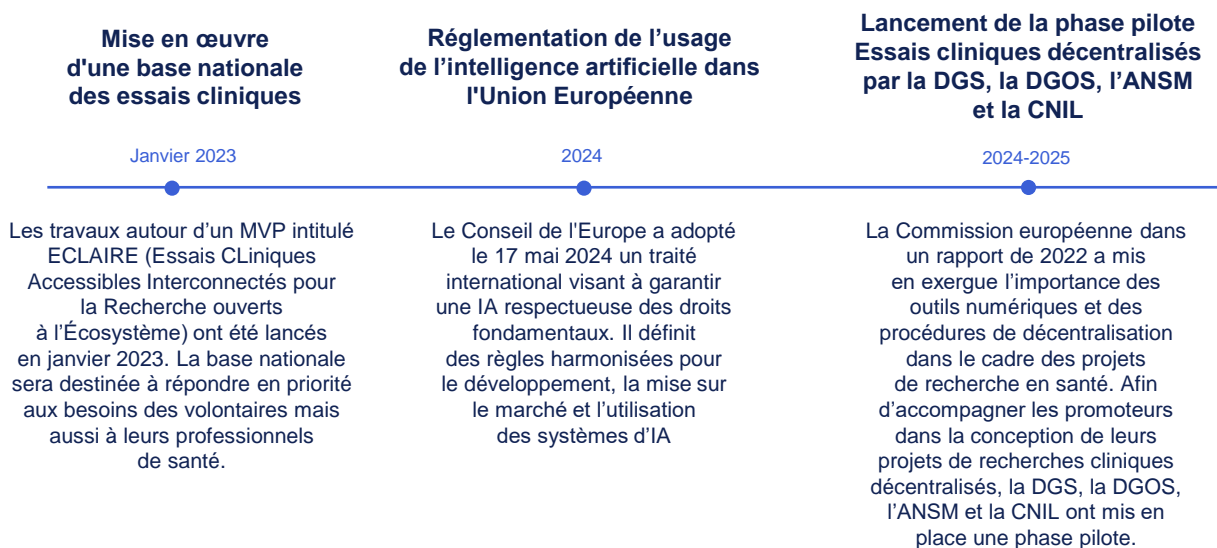 Mise en œuvre
d'une base nationale
des essais cliniques
Janvier 2023
Les travaux autour d’un MVP intitulé
ECLAIRE (Essais CLiniques
Accessibles Interconnectés pour
la Recherche ouverts
à l’Écosystème) ont été lancés
en janvier 2023. La base nationale
sera destinée à répondre en priorité
aux besoins des volontaires mais
aussi à leurs professionnels
de santé.
Réglementation de l’usage
de l’intelligence artificielle dans
l'Union Européenne
2024
Le Conseil de l'Europe a adopté
le 17 mai 2024 un traité
international visant à garantir
une IA respectueuse des droits
fondamentaux. Il définit
des règles harmonisées pour
le développement, la mise sur
le marché et l’utilisation
des systèmes d’IA
Lancement de la phase pilote
Essais cliniques décentralisés
par la DGS, la DGOS, l’ANSM
et la CNIL
2024-2025
La Commission européenne dans
un rapport de 2022 a mis
en exergue l’importance des
outils numériques et des
procédures de décentralisation
dans le cadre des projets
de recherche en santé. Afin
d’accompagner les promoteurs
dans la conception de leurs
projets de recherches cliniques
décentralisés, la DGS, la DGOS,
l’ANSM et la CNIL ont mis en
place une phase pilote.